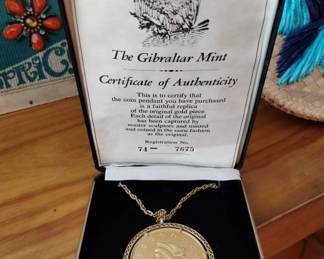 OPRIC
The Gibraltar Mint
Certificate of Authenticity
This is to certify that
the coin pendant you have purchased
is a faithful replica
of the original gold piece.
Each detail of the original
has been captured by
master sculptors and minted
and coined in the same fashion
as the original.
Registration No.
74— 7675